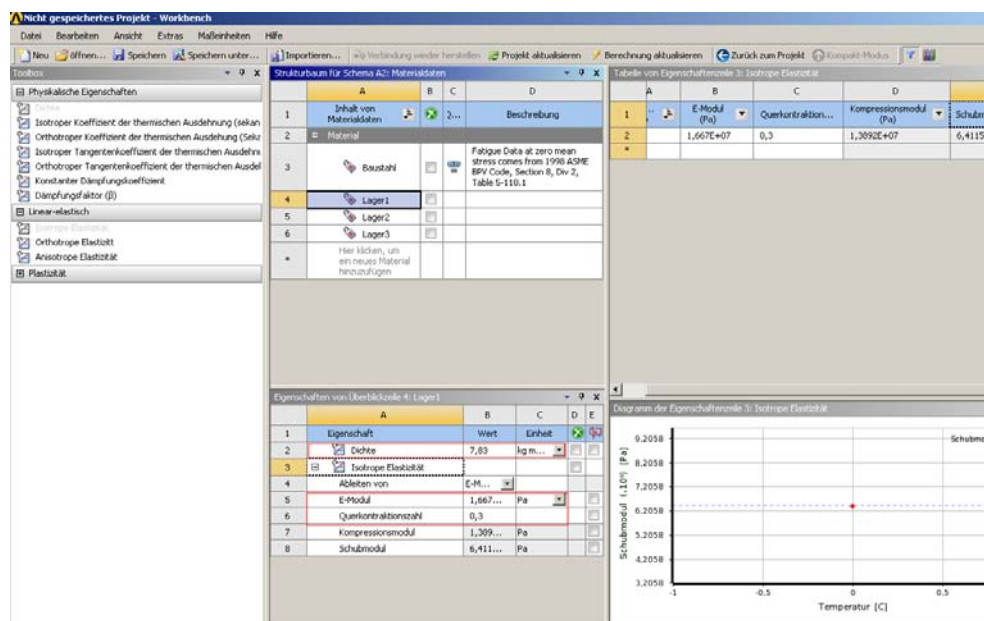 Nicht gespeichertes Projekt - Workbench
Datei Bearbeiten Ansicht Extras Maßeinheiten Hilfe
Neu öffnen... Speichern Speichern unter... Importieren... Verbindung wieder herstellen Projekt aktualisieren Berechnung aktualisieren Zurück zum Projekt Kompakt-Modus
Toolbox
Physikalische Eigenschaften
Dichte
Isotroper Koeffizient der thermischen Ausdehnung (sekan
Orthotroper Koeffizient der thermischen Ausdehnung (Seka
Isotroper Tangentenkoeffizient der thermischen Ausdehn
Orthotroper Tangentenkoeffizient der thermischen Ausdel
Konstanter Dämpfungskoeffizient
Dämpfungsfaktor (β)
Linear-elastisch
Isotrope Elastizität
Orthotrope Elastizitt
Anisotrope Elastizität
Plastizität
Strukturbaum für Schema A2: Materialdaten
A B C D
1 Inhalt von Materialdaten 2... Beschreibung
2 Material
3 Baustahl
Fatigue Data at zero mean
stress comes from 1998 ASME
BPV Code, Section 8, Div 2,
Table 5-110.1
4 Lager1
5 Lager2
6 Lager3
* Hier klicken, um
ein neues Material
hinzuzufügen
Tabelle von Eigenschaftenzeile 3: Isotrope Elastizität
A B C D
1 E-Modul (Pa) Querkontraktion... Kompressionsmodul (Pa) Schubm
2 1,667E+07 0,3 1,3892E+07 6,4115
*
Eigenschaften von Überblickzeile 4: Lager1
A B C D E
1 Eigenschaft Wert Einheit
2 Dichte 7,83 kg m...
3 Isotrope Elastizität
4 Ableiten von E-M...
5 E-Modul 1,667... Pa
6 Querkontraktionszahl 0,3
7 Kompressionsmodul 1,389... Pa
8 Schubmodul 6,411... Pa
Diagramm der Eigenschaftenzeile 3: Isotrope Elastizität
Schubmo
Schubmodul (.10⁶) [Pa]
9,2058
8,2058
7,2058
6,2058
5,2058
4,2058
3,2058
-1 -0.5 0 0.5
Temperatur [C]